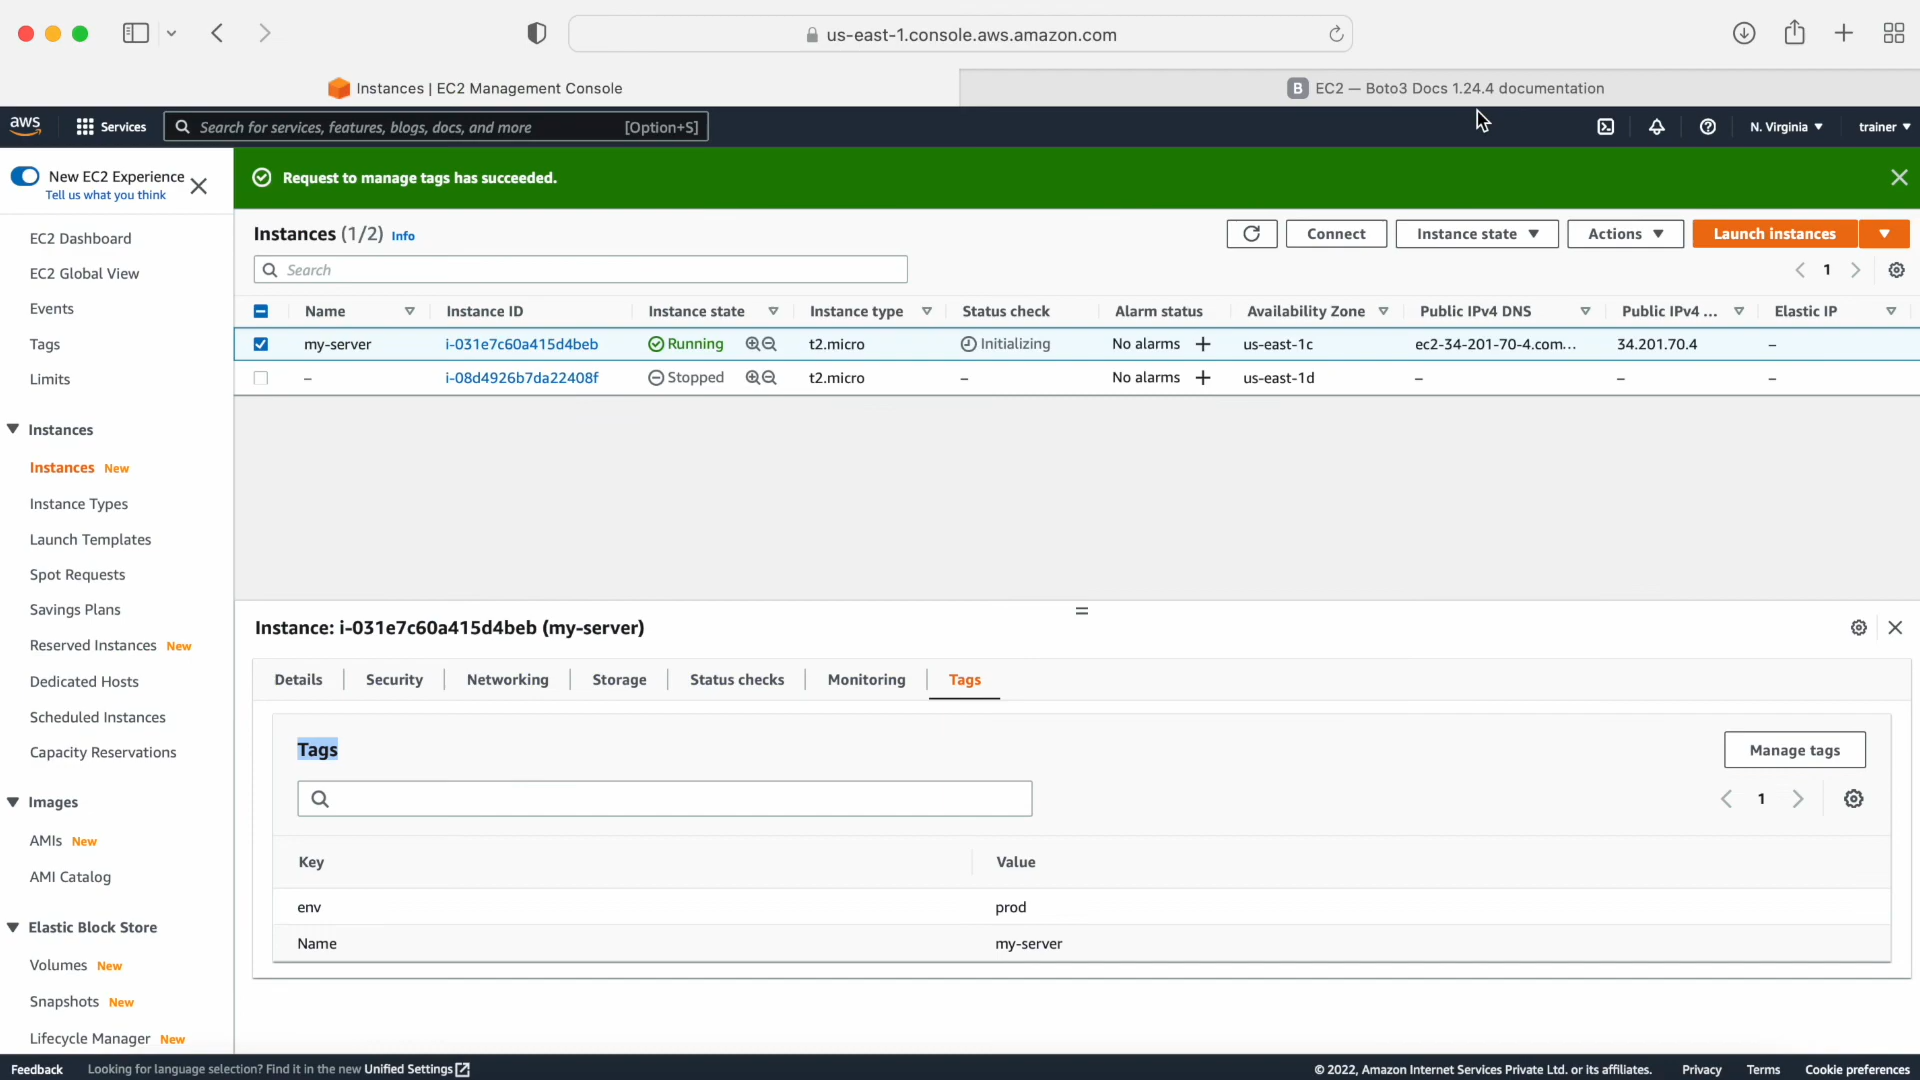 us-east-1.console.aws.amazon.com
Instances | EC2 Management Console
B EC2 — Boto3 Docs 1.24.4 documentation
aws Services Search for services, features, blogs, docs, and more [Option+S] N. Virginia trainer
New EC2 Experience
Tell us what you think
Request to manage tags has succeeded.
EC2 Dashboard
EC2 Global View
Events
Tags
Limits
Instances
Instances New
Instance Types
Launch Templates
Spot Requests
Savings Plans
Reserved Instances New
Dedicated Hosts
Scheduled Instances
Capacity Reservations
Images
AMIs New
AMI Catalog
Elastic Block Store
Volumes New
Snapshots New
Lifecycle Manager New
Instances (1/2) Info Connect Instance state Actions Launch instances
Search 1
Name Instance ID Instance state Instance type Status check Alarm status Availability Zone Public IPv4 DNS Public IPv4 ... Elastic IP
my-server i-031e7c60a415d4beb Running t2.micro Initializing No alarms + us-east-1c ec2-34-201-70-4.com... 34.201.70.4 –
– i-08d4926b7da22408f Stopped t2.micro – No alarms + us-east-1d – – –
Instance: i-031e7c60a415d4beb (my-server)
Details Security Networking Storage Status checks Monitoring Tags
Tags Manage tags
1
Key Value
env prod
Name my-server
Feedback Looking for language selection? Find it in the new Unified Settings © 2022, Amazon Internet Services Private Ltd. or its affiliates. Privacy Terms Cookie preferences